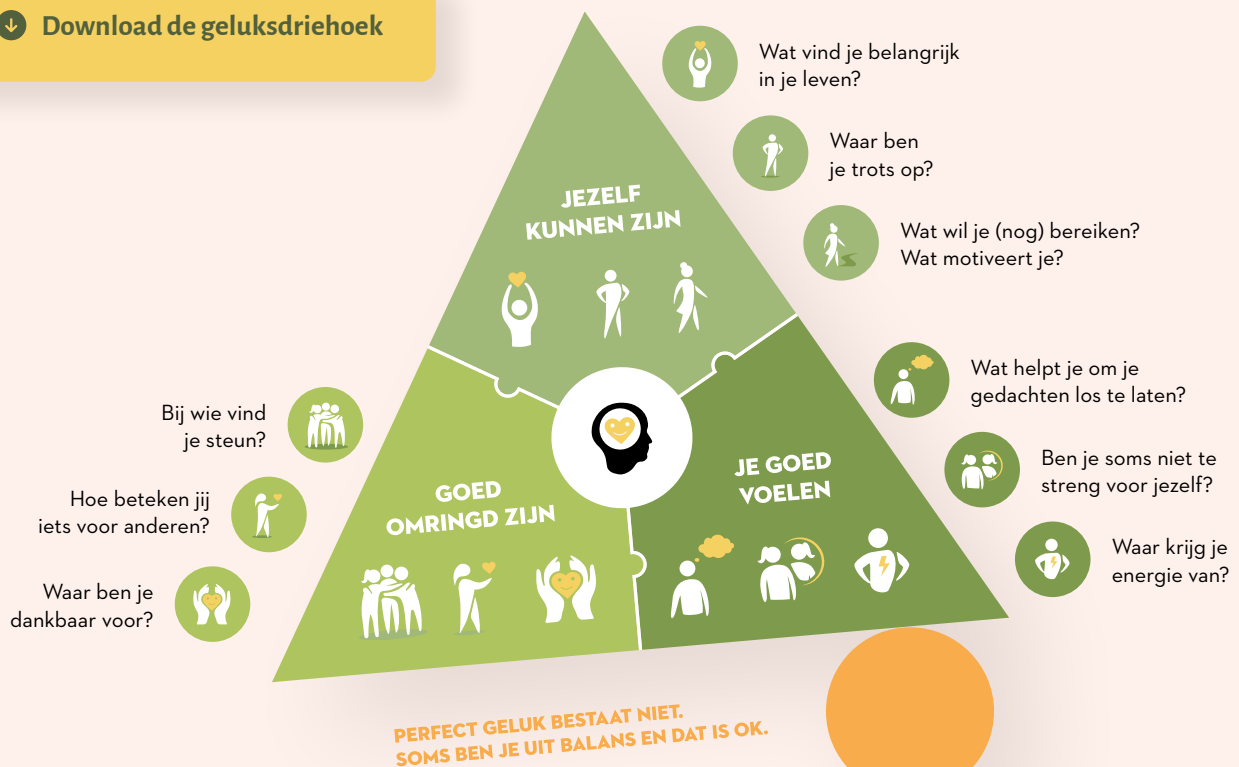 Download de geluksdriehoek
Wat vind je belangrijk
in je leven?
Waar ben
je trots op?
Wat wil je (nog) bereiken?
Wat motiveert je?
JEZELF
KUNNEN ZIJN
Wat helpt je om je
gedachten los te laten?
Ben je soms niet te
streng voor jezelf?
Waar krijg je
energie van?
JE GOED
VOELEN
Bij wie vind
je steun?
Hoe beteken jij
iets voor anderen?
Waar ben je
dankbaar voor?
GOED
OMRINGD ZIJN
PERFECT GELUK BESTAAT NIET.
SOMS BEN JE UIT BALANS EN DAT IS OK.